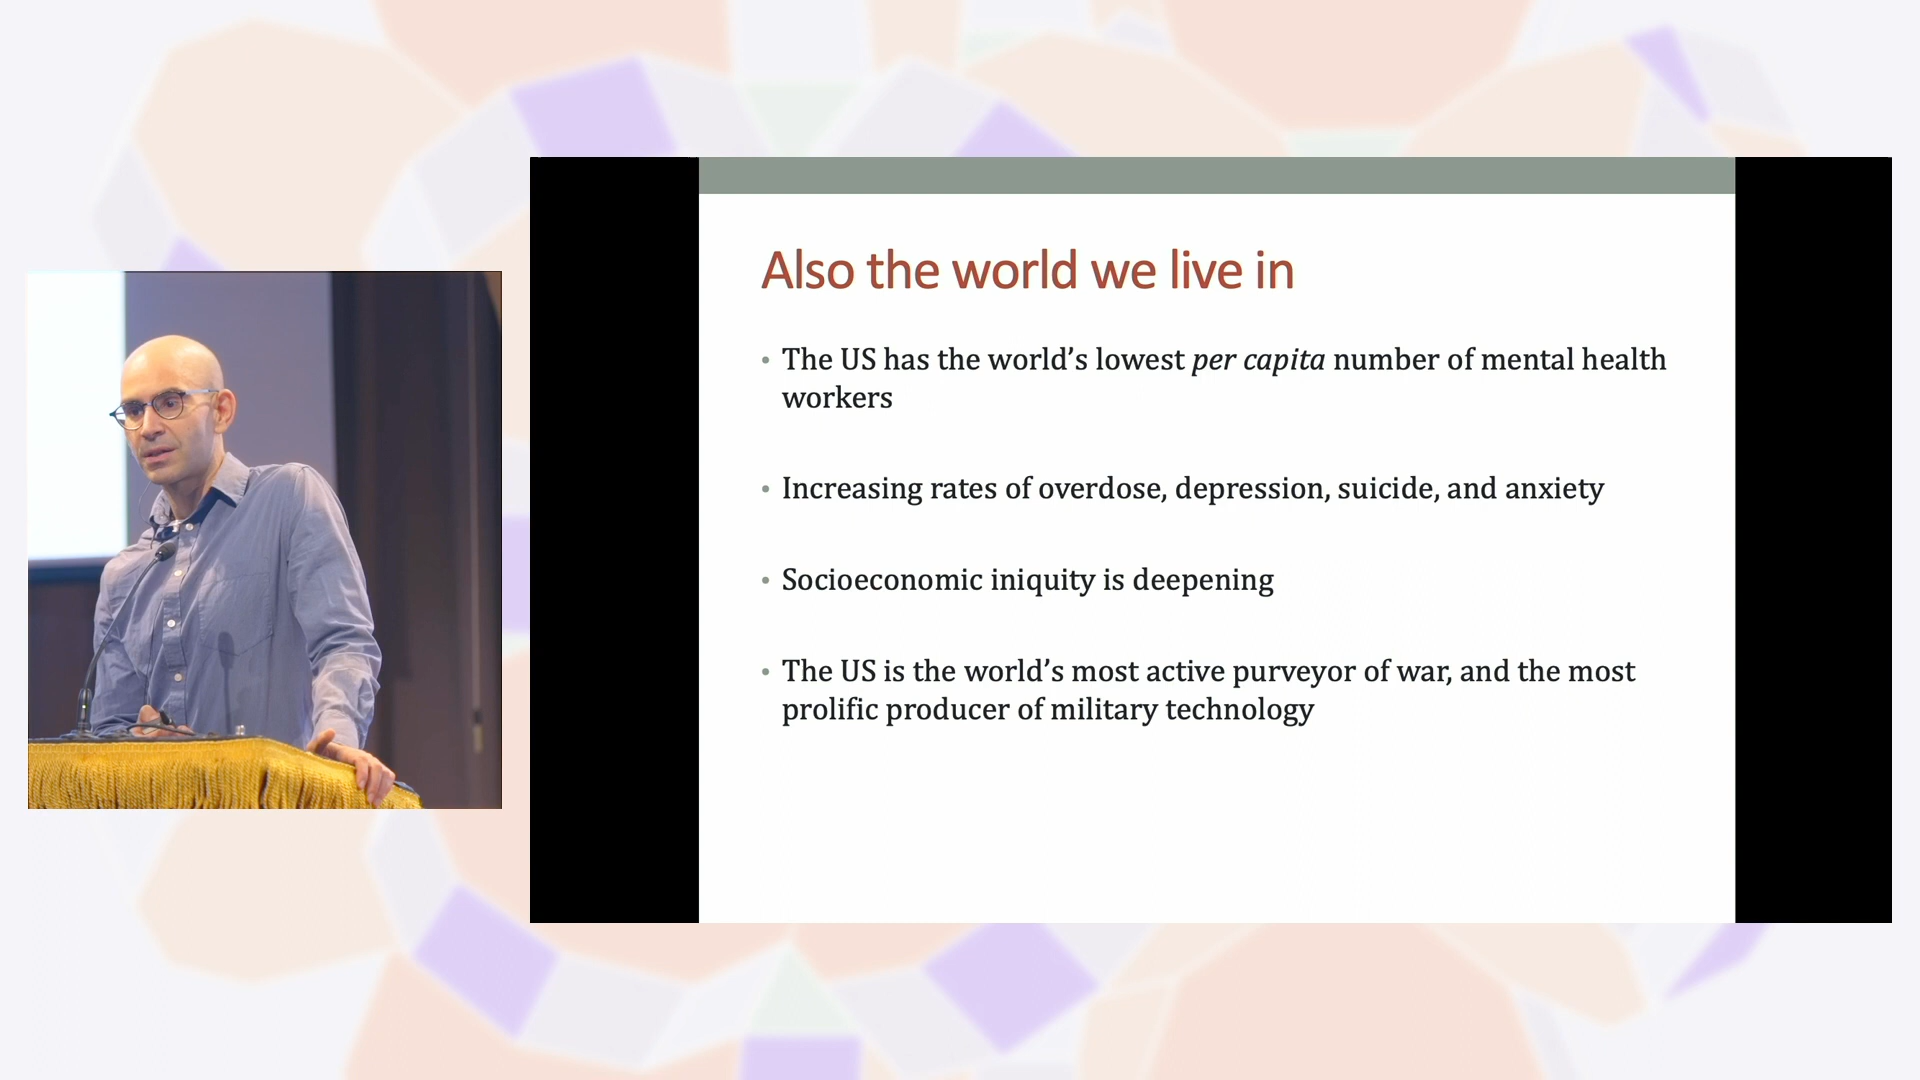 Also the world we live in
• The US has the world’s lowest per capita number of mental health
workers
• Increasing rates of overdose, depression, suicide, and anxiety
• Socioeconomic iniquity is deepening
• The US is the world’s most active purveyor of war, and the most
prolific producer of military technology